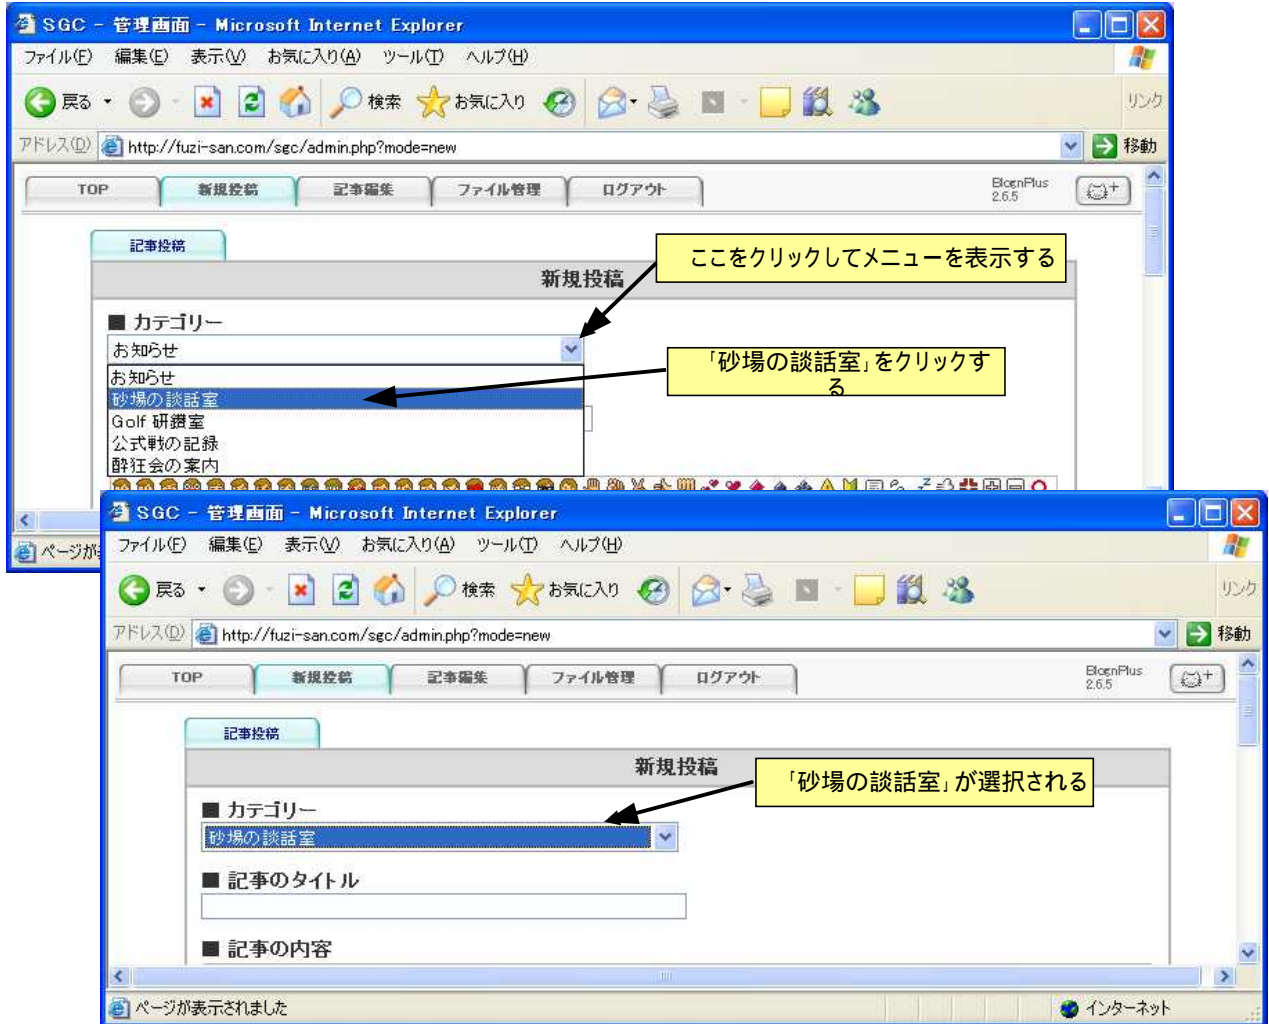 SGC - 管理画面 - Microsoft Internet Explorer
ファイル(F) 編集(E) 表示(V) お気に入り(A) ツール(T) ヘルプ(H)
戻る 検索 お気に入り リンク
アドレス(D) http://fuzi-san.com/sgc/admin.php?mode=new 移動
TOP 新規投稿 記事編集 ファイル管理 ログアウト BlognPlus
2.6.5
記事投稿
ここをクリックしてメニューを表示する
新規投稿
■ カテゴリー
お知らせ
「砂場の談話室」をクリックす
る
お知らせ
砂場の談話室
Golf 研鑽室
公式戦の記録
酔狂会の案内
ページが
SGC - 管理画面 - Microsoft Internet Explorer
ファイル(F) 編集(E) 表示(V) お気に入り(A) ツール(T) ヘルプ(H)
戻る 検索 お気に入り リンク
アドレス(D) http://fuzi-san.com/sgc/admin.php?mode=new 移動
TOP 新規投稿 記事編集 ファイル管理 ログアウト BlognPlus
2.6.5
記事投稿
新規投稿
「砂場の談話室」が選択される
■ カテゴリー
砂場の談話室
■ 記事のタイトル
■ 記事の内容
ページが表示されました インターネット